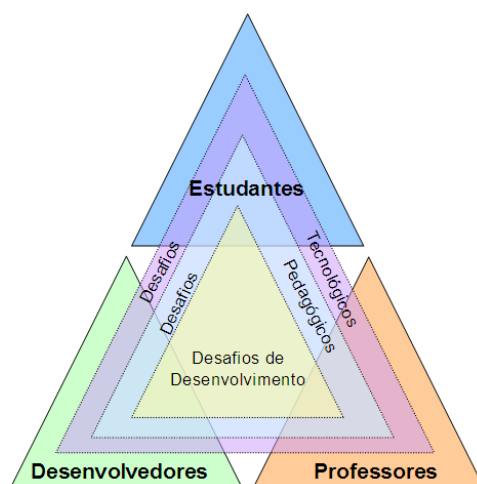 Estudantes
Desafios
Tecnológicos
Desafios
Pedagógicos
Desafios de
Desenvolvimento
Desenvolvedores
Professores